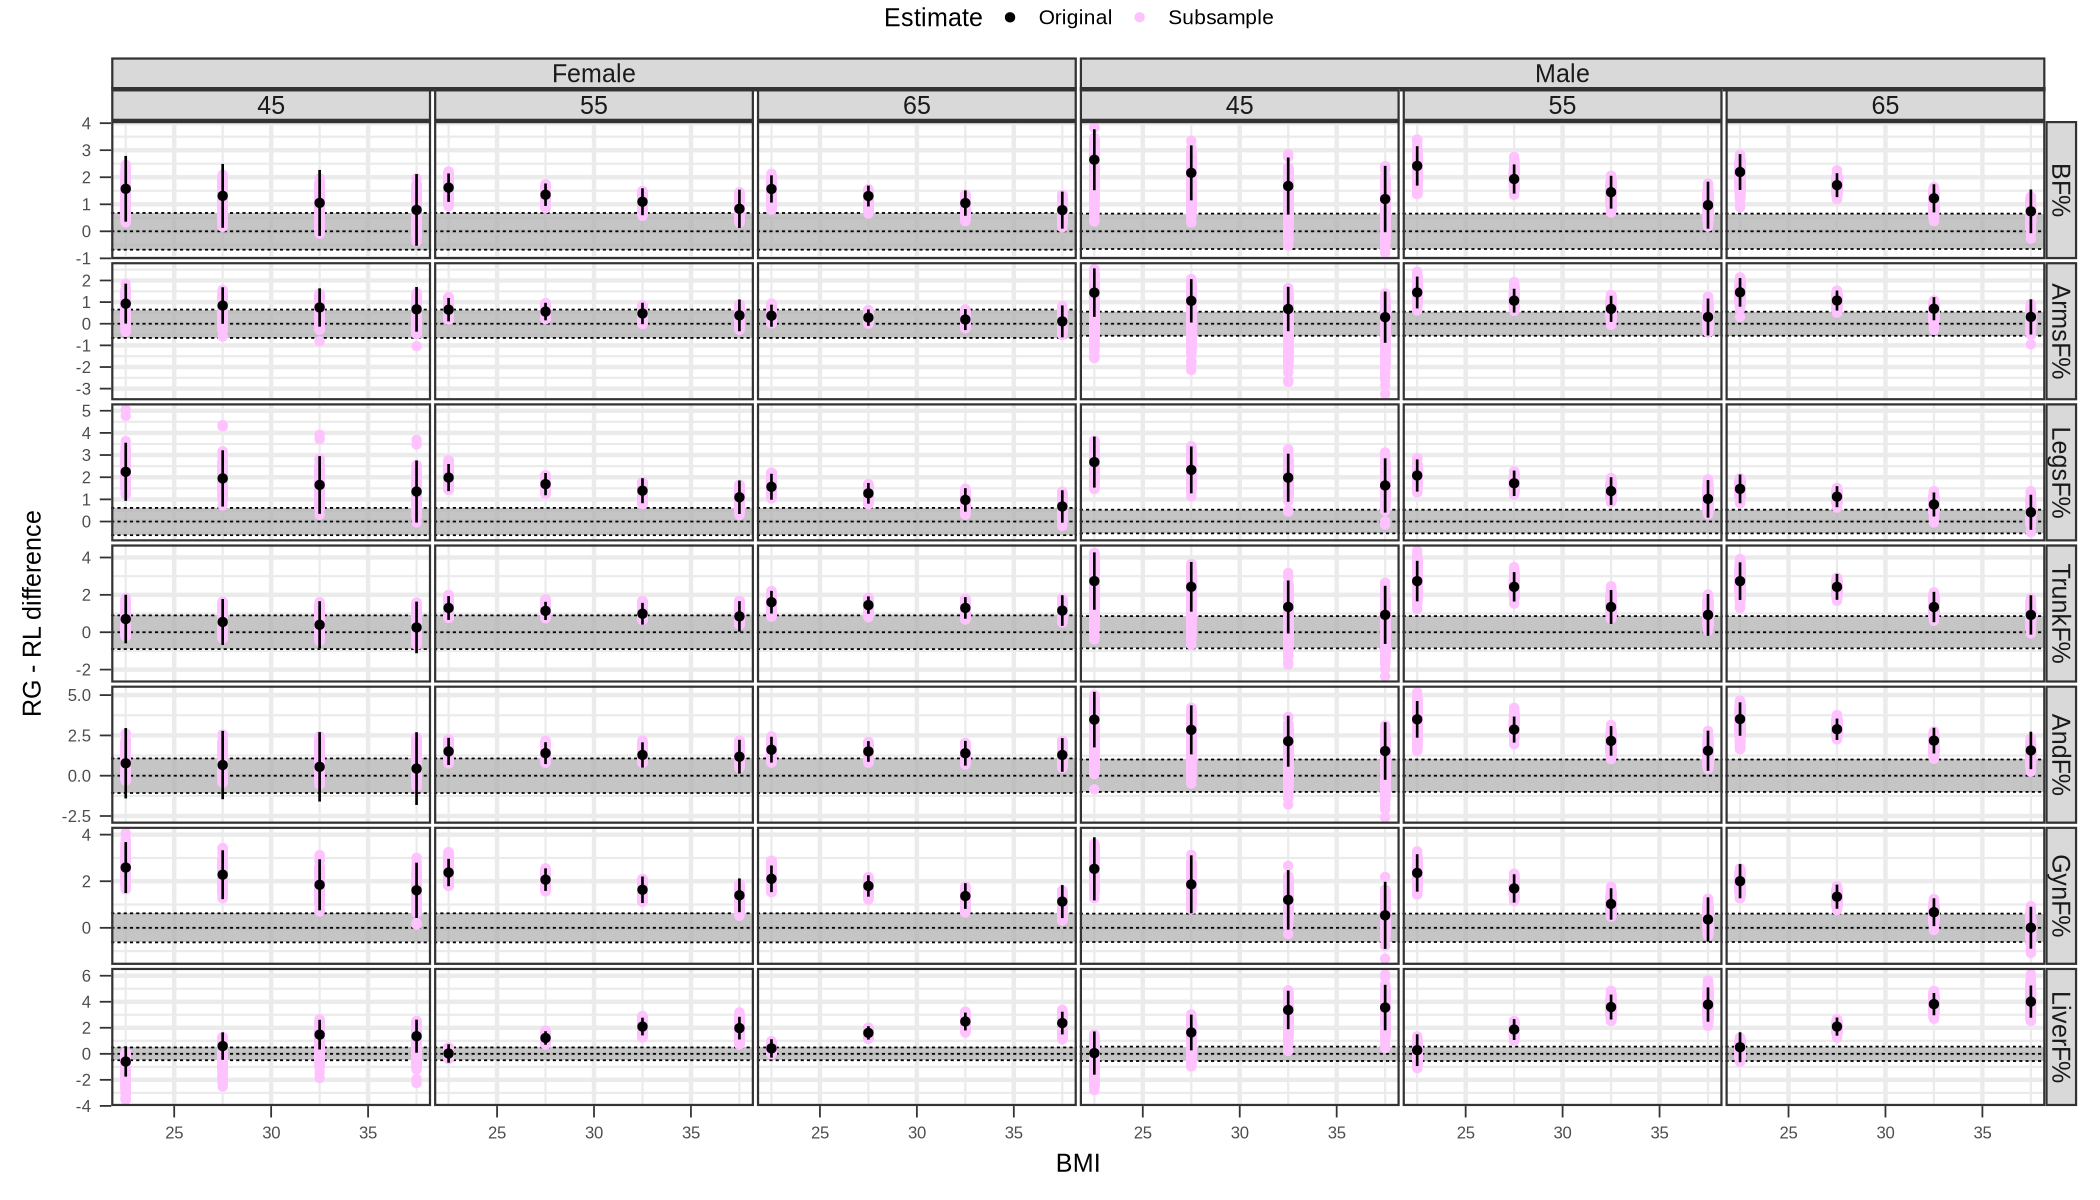 Estimate Original Subsample
Female Male
45 55 65 45 55 65
4
3
2
1
0
-1
BF%
2
1
0
-1
-2
-3
ArmsF%
5
4
3
2
1
0
LegsF%
4
2
0
-2
TrunkF%
5.0
2.5
0.0
-2.5
AndF%
4
2
0
GynF%
6
4
2
0
-2
-4
LiverF%
RG - RL difference
25 30 35 25 30 35 25 30 35 25 30 35 25 30 35 25 30 35
BMI